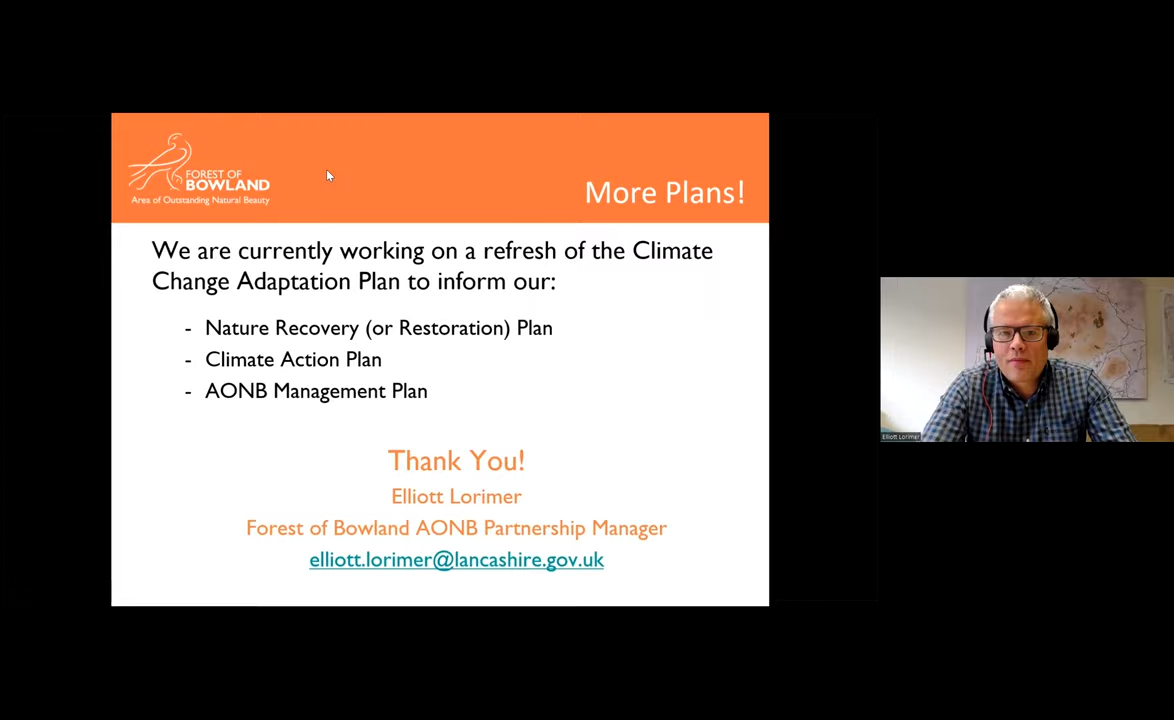 FOREST OF
BOWLAND
Area of Outstanding Natural Beauty
More Plans!
We are currently working on a refresh of the Climate
Change Adaptation Plan to inform our:
- Nature Recovery (or Restoration) Plan
- Climate Action Plan
- AONB Management Plan
Thank You!
Elliott Lorimer
Forest of Bowland AONB Partnership Manager
elliott.lorimer@lancashire.gov.uk
Elliott Lorimer